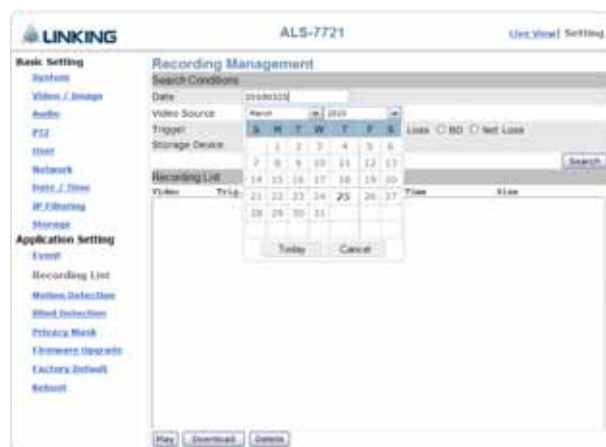 LINKING
ALS-7721
Live View| Setting
Basic Setting
System
Video / Image
Audio
PTZ
User
Network
Date / Time
IP Filtering
Storage
Application Setting
Event
Recording List
Motion Detection
Blind Detection
Privacy Mask
Firmware Upgrade
Factory Default
Reboot
Recording Management
Search Conditions
Date 20100325
Video Source
Trigger Loss BD Net Loss
Storage Device
March 2010
S M T W T F S
1 2 3 4 5 6
7 8 9 10 11 12 13
14 15 16 17 18 19 20
21 22 23 24 25 26 27
28 29 30 31
Today Cancel
Search
Recording List
Video Trig. Time Size
Play Download Delete